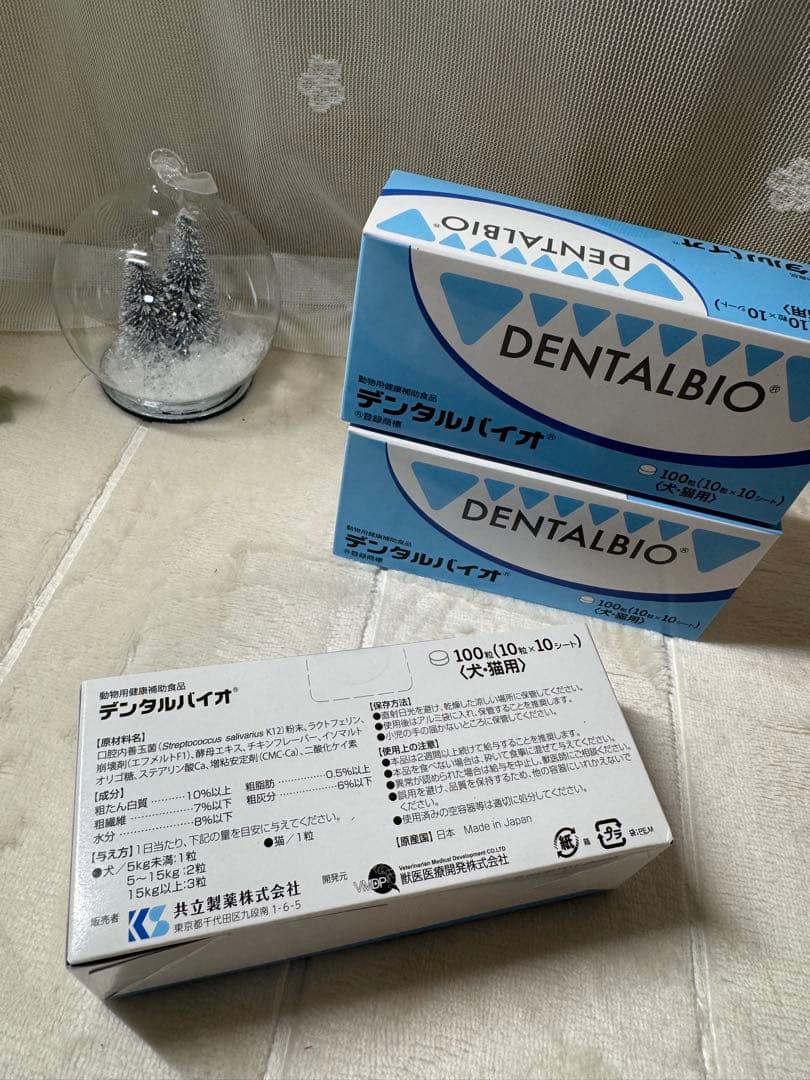 DENTALBIO®
タルバイオ®
DENTALBIO®
動物用健康補助食品
デンタルバイオ®
Ⓡ登録商標
100粒(10粒×10シート)
〈犬・猫用〉
DENTALBIO®
動物用健康補助食品
デンタルバイオ®
Ⓡ登録商標
100粒(10粒×10シート)
〈犬・猫用〉
動物用健康補助食品
デンタルバイオ®
100粒(10粒×10シート)
〈犬・猫用〉
【原材料名】
口腔内善玉菌(Streptococcus salivarius K12)粉末、ラクトフェリン、
崩壊剤(エフメルトF1)、酵母エキス、チキンフレーバー、イソマルト
オリゴ糖、ステアリン酸Ca、増粘安定剤(CMC-Ca)、二酸化ケイ素
【成分】
粗たん白質 ……… 10%以上 粗脂肪 ……… 0.5%以上
粗繊維 ……… 7%以下 粗灰分 ……… 6%以下
水分 ……… 8%以下
【与え方】1日当たり、下記の量を目安に与えてください。
●犬/5kg未満:1粒 ●猫/1粒
5~15kg:2粒
15kg以上:3粒
【保存方法】
●直射日光を避け、乾燥した涼しい場所に保管してください。
●使用後はアルミ袋に入れ、保管することを推奨します。
●小児の手の届かないところに保管してください。
【使用上の注意】
●本品は2週間以上続けて給与することを推奨します。
●本品を食べない場合は、砕いて食事に混ぜて与えてください。
●異常が認められた場合は給与を中止し、獣医師にご相談ください。
●誤用を避け、品質を保持するため、他の容器にいれかえないで
ください。
●使用済みの空容器等は適切に処分してください。
【原産国】日本 Made in Japan
紙 箱 プラ 袋:PE,M
販売者 KS 共立製薬株式会社
東京都千代田区九段南1-6-5
開発元 VMDP Veterinarian Medical Development CO.LTD
獣医医療開発株式会社